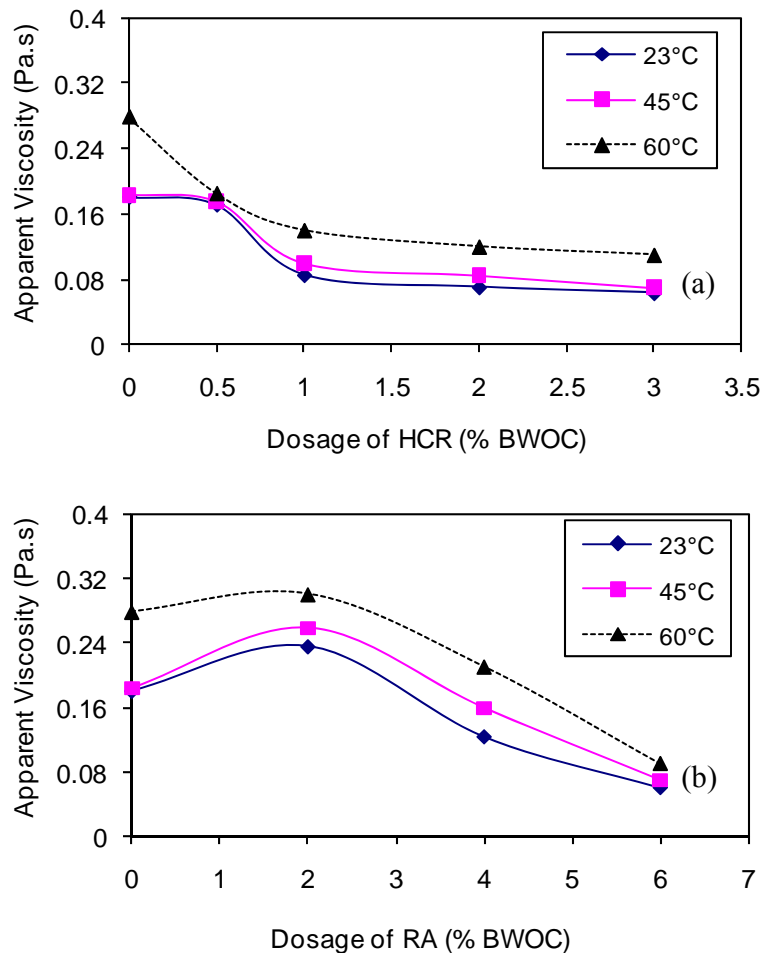 0.4
0.32
0.24
0.16
0.08
0
Apparent Viscosity (Pa.s)
23°C
45°C
60°C
(a)
0 0.5 1 1.5 2 2.5 3 3.5
Dosage of HCR (% BWOC)
0.4
0.32
0.24
0.16
0.08
0
Apparent Viscosity (Pa.s)
23°C
45°C
60°C
(b)
0 1 2 3 4 5 6 7
Dosage of RA (% BWOC)